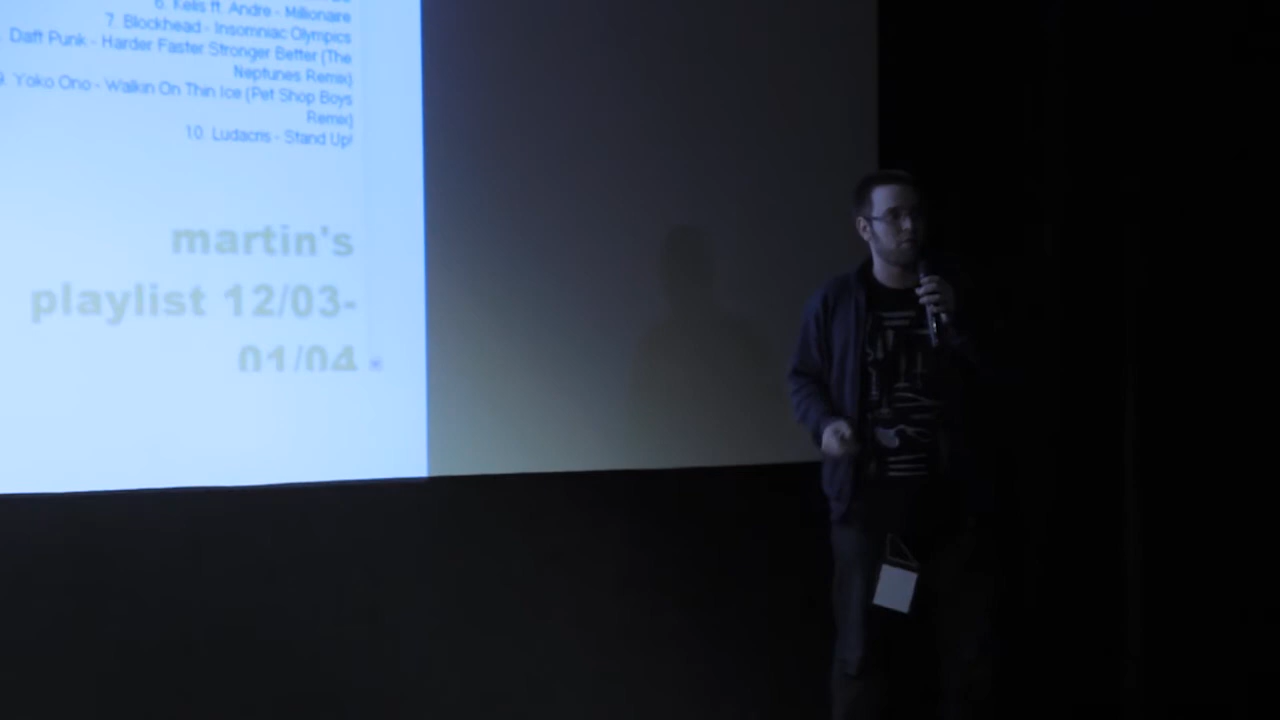 6. Kelis ft. Andre - Millionaire
7. Blockhead - Insomniac Olympics
Daft Punk - Harder Faster Stronger Better (The
Neptunes Remix)
9. Yoko Ono - Walkin On Thin Ice (Pet Shop Boys
Remix)
10. Ludacris - Stand Up!
martin's
playlist 12/03-
01/04